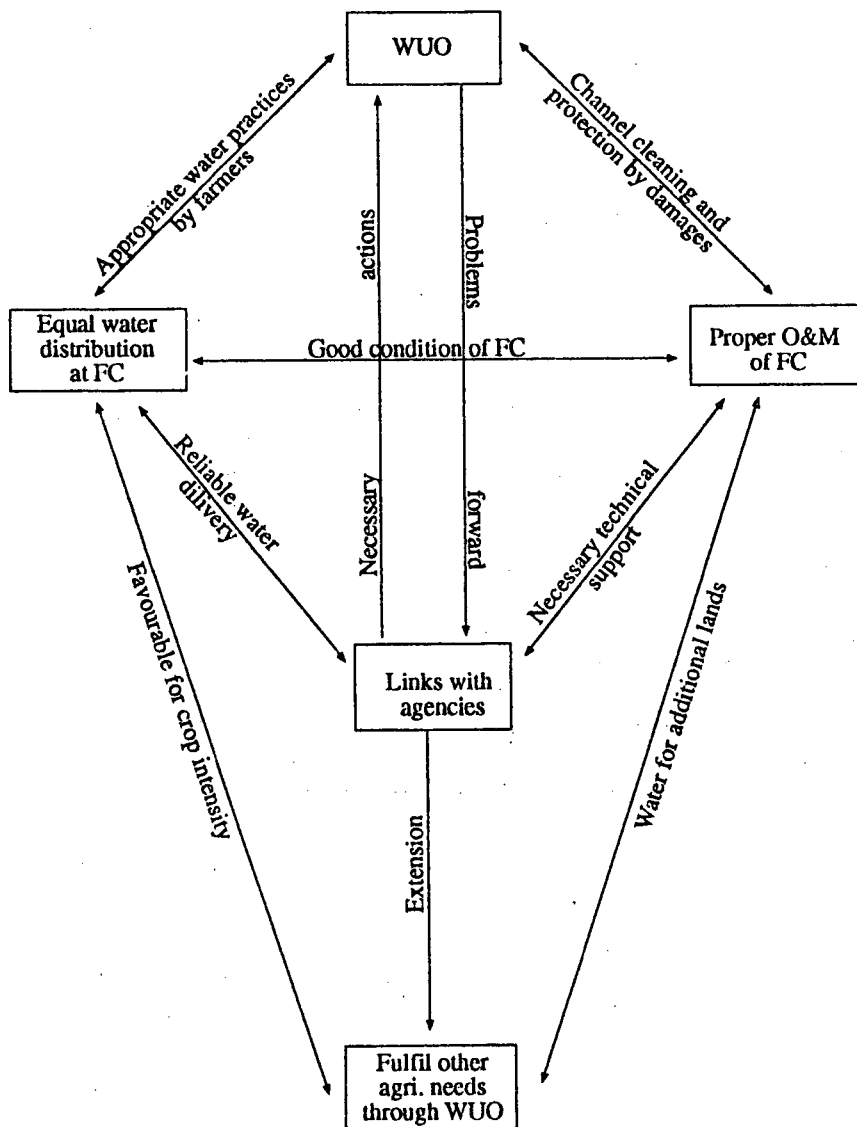 WUO
Appropriate water practices
by farmers
Channel cleaning and
protection by damages
actions
Problems
Equal water
distribution
at FC
Good condition of FC
Proper O&M
of FC
Reliable water
dilivery
Necessary
forward
Necessary technical
support
Favourable for crop intensity
Links with
agencies
Water for additional lands
Extension
Fulfil other
agri. needs
through WUO